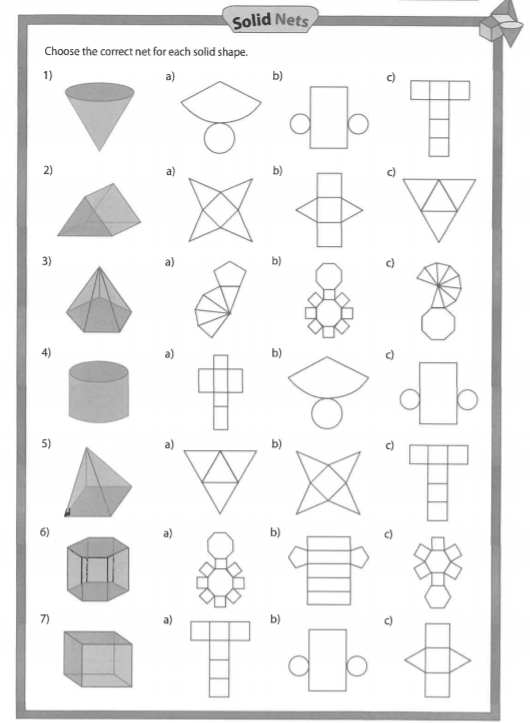 Solid Nets
Choose the correct net for each solid shape.
1) a) b) c)
2) a) b) c)
3) a) b) c)
4) a) b) c)
5) a) b) c)
6) a) b) c)
7) a) b) c)